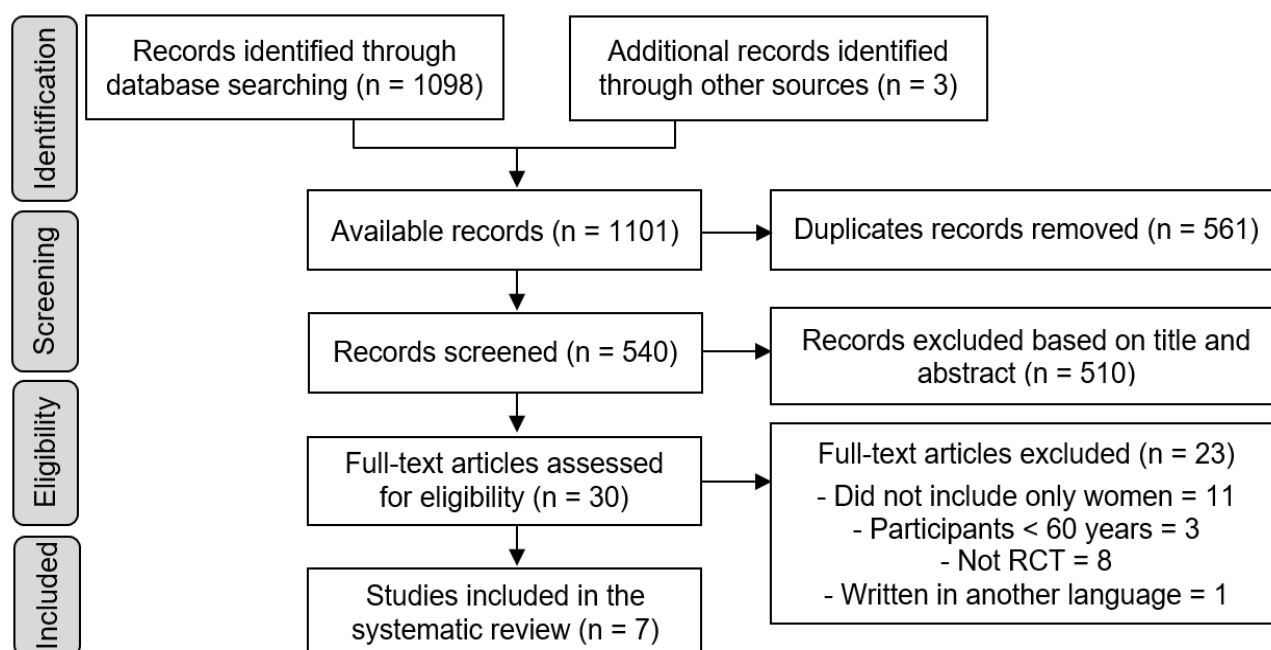 Identification
Records identified through
database searching (n = 1098)
Additional records identified
through other sources (n = 3)
Screening
Available records (n = 1101)
Duplicates records removed (n = 561)
Records screened (n = 540)
Records excluded based on title and
abstract (n = 510)
Eligibility
Full-text articles assessed
for eligibility (n = 30)
Full-text articles excluded (n = 23)
- Did not include only women = 11
- Participants < 60 years = 3
- Not RCT = 8
- Written in another language = 1
Included
Studies included in the
systematic review (n = 7)